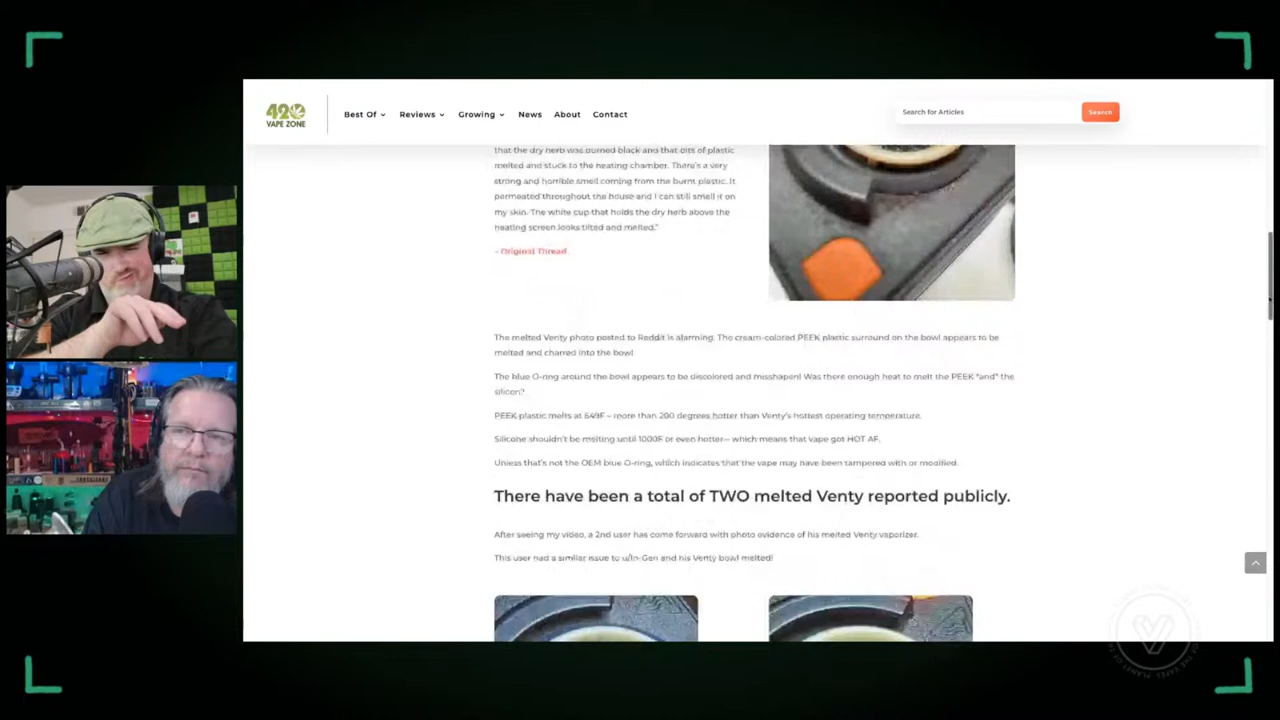 420
VAPE ZONE
Best Of
Reviews
Growing
News
About
Contact
Search for Articles
Search
that the dry herb was burned black and that bits of plastic
melted and stuck to the heating chamber. There's a very
strong and horrible smell coming from the burnt plastic. It
permeated throughout the house and I can still smell it on
my skin. The white cup that holds the dry herb above the
heating screen looks tilted and melted."
– Original Thread
The melted Venty photo posted to Reddit is alarming. The cream-colored PEEK plastic surround on the bowl appears to be
melted and charred into the bowl
The blue O-ring around the bowl appears to be discolored and misshapen! Was there enough heat to melt the PEEK *and* the
silicon?
PEEK plastic melts at 649F – more than 200 degrees hotter than Venty's hottest operating temperature.
Silicone shouldn't be melting until 1000F or even hotter– which means that vape got HOT AF.
Unless that's not the OEM blue O-ring, which indicates that the vape may have been tampered with or modified.
There have been a total of TWO melted Venty reported publicly.
After seeing my video, a 2nd user has come forward with photo evidence of his melted Venty vaporizer.
This user had a similar issue to u/In-Gen and his Venty bowl melted!